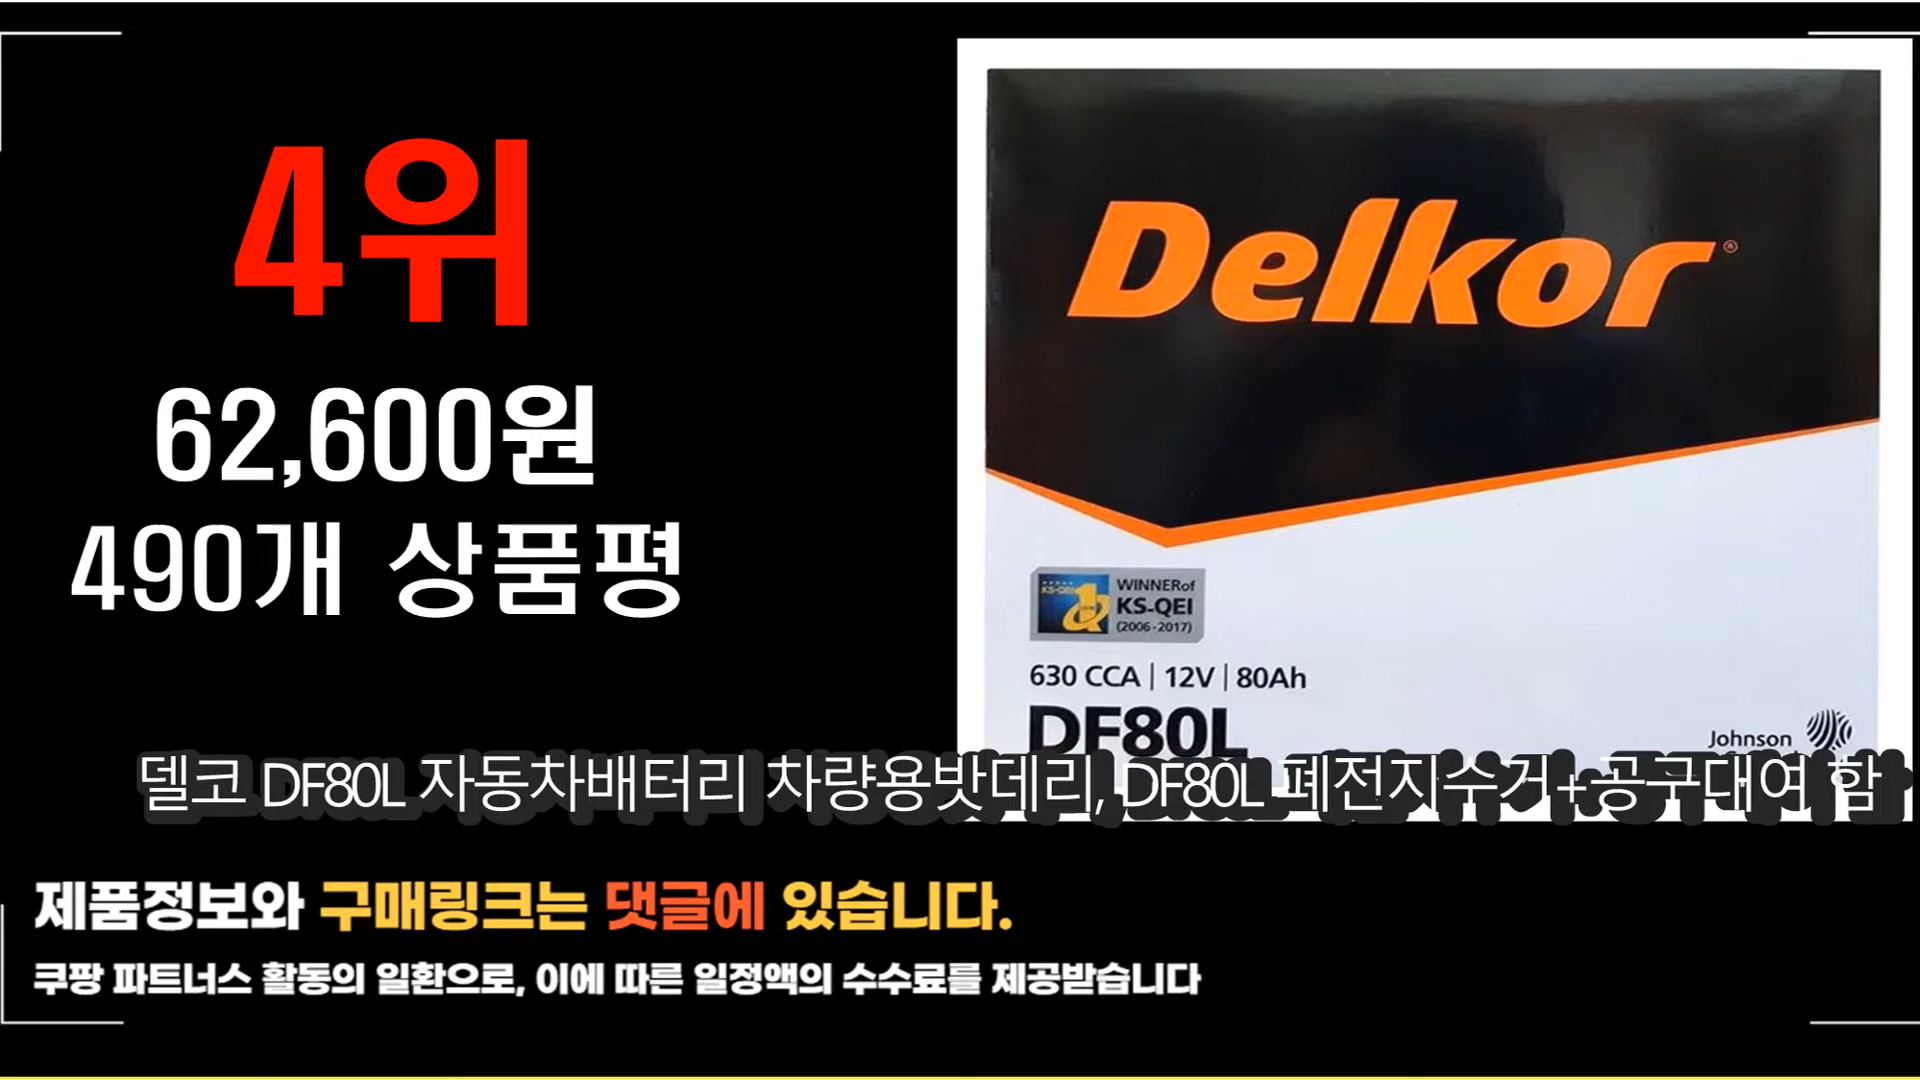 4위
62,600원
490개 상품평
Delkor®
KS-QEI
WINNER of
KS-QEI
(2006-2017)
630 CCA | 12V | 80Ah
DF80L
Johnson
델코 DF80L 자동차배터리 차량용밧데리, DF80L 폐전지수거+공구대여 함
제품정보와 구매링크는 댓글에 있습니다.
쿠팡 파트너스 활동의 일환으로, 이에 따른 일정액의 수수료를 제공받습니다